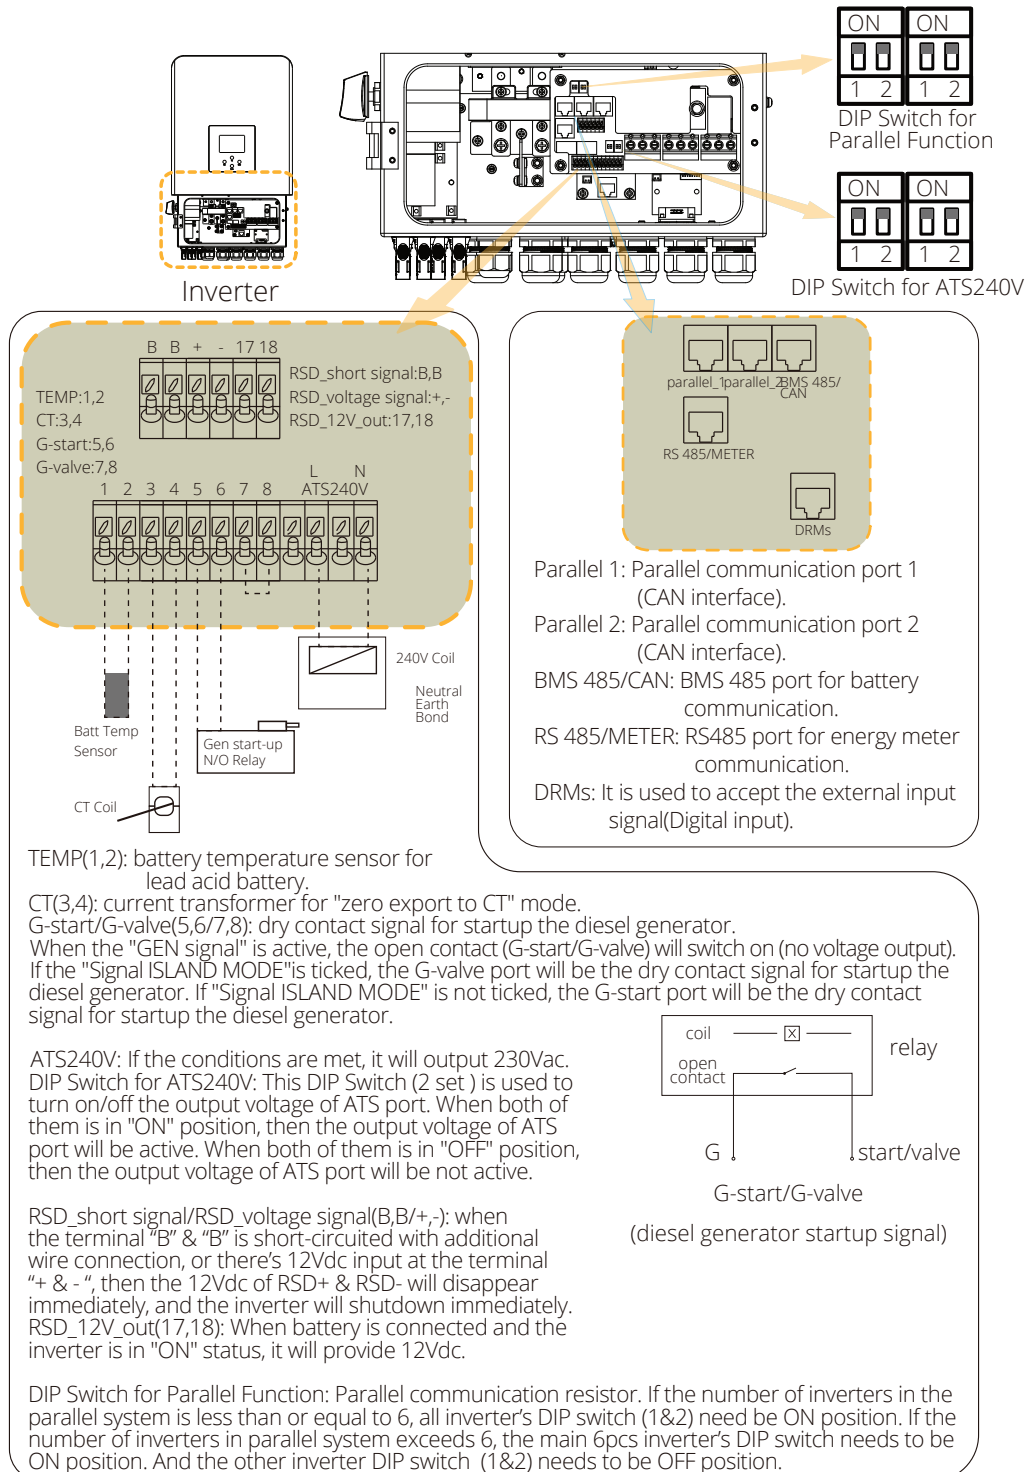 ON ON
1 2 1 2
DIP Switch for
Parallel Function
ON ON
1 2 1 2
DIP Switch for ATS240V
Inverter
B B + - 17 18
RSD_short signal:B,B
RSD_voltage signal:+,-
RSD_12V_out:17,18
TEMP:1,2
CT:3,4
G-start:5,6
G-valve:7,8
L N
1 2 3 4 5 6 7 8 ATS240V
240V Coil
Neutral
Earth
Bond
Batt Temp
Sensor
Gen start-up
N/O Relay
CT Coil
parallel_1 parallel_2 BMS 485/
CAN
RS 485/METER
DRMs
Parallel 1: Parallel communication port 1
(CAN interface).
Parallel 2: Parallel communication port 2
(CAN interface).
BMS 485/CAN: BMS 485 port for battery
communication.
RS 485/METER: RS485 port for energy meter
communication.
DRMs: It is used to accept the external input
signal(Digital input).
TEMP(1,2): battery temperature sensor for
lead acid battery.
CT(3,4): current transformer for "zero export to CT" mode.
G-start/G-valve(5,6/7,8): dry contact signal for startup the diesel generator.
When the "GEN signal" is active, the open contact (G-start/G-valve) will switch on (no voltage output).
If the "Signal ISLAND MODE"is ticked, the G-valve port will be the dry contact signal for startup the
diesel generator. If "Signal ISLAND MODE" is not ticked, the G-start port will be the dry contact
signal for startup the diesel generator.
coil
X
relay
open
contact
G
start/valve
G-start/G-valve
(diesel generator startup signal)
ATS240V: If the conditions are met, it will output 230Vac.
DIP Switch for ATS240V: This DIP Switch (2 set ) is used to
turn on/off the output voltage of ATS port. When both of
them is in "ON" position, then the output voltage of ATS
port will be active. When both of them is in "OFF" position,
then the output voltage of ATS port will be not active.
RSD_short signal/RSD_voltage signal(B,B/+,-): when
the terminal “B” & “B” is short-circuited with additional
wire connection, or there’s 12Vdc input at the terminal
“+ & - “, then the 12Vdc of RSD+ & RSD- will disappear
immediately, and the inverter will shutdown immediately.
RSD_12V_out(17,18): When battery is connected and the
inverter is in "ON" status, it will provide 12Vdc.
DIP Switch for Parallel Function: Parallel communication resistor. If the number of inverters in the
parallel system is less than or equal to 6, all inverter’s DIP switch (1&2) need be ON position. If the
number of inverters in parallel system exceeds 6, the main 6pcs inverter’s DIP switch needs to be
ON position. And the other inverter DIP switch (1&2) needs to be OFF position.